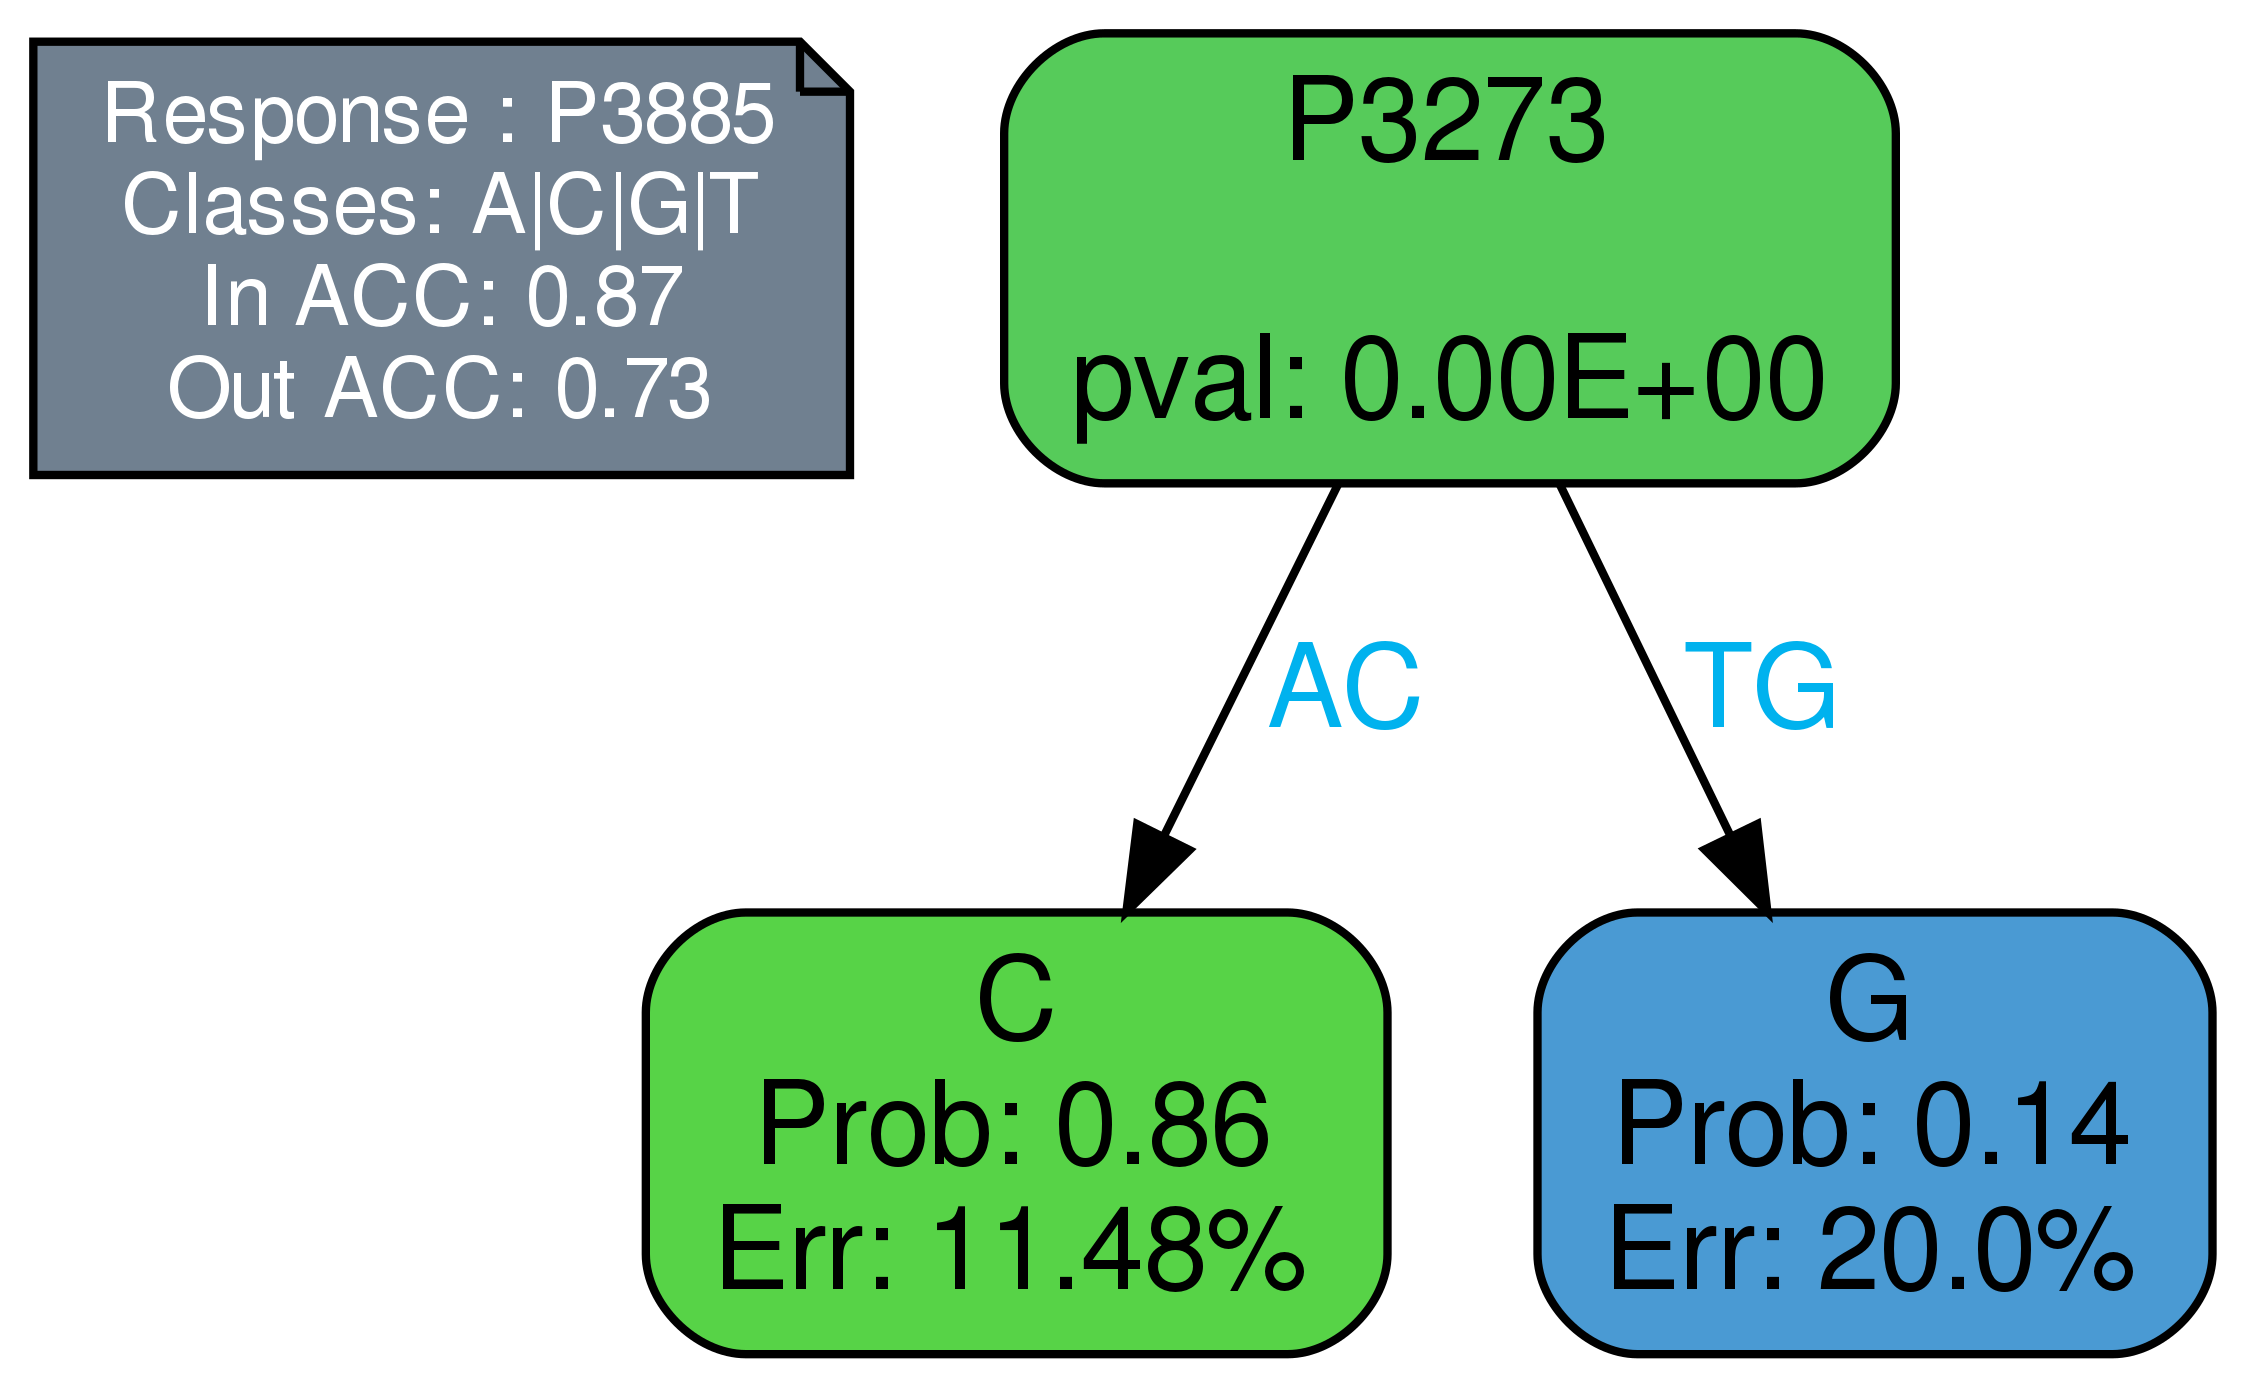 Response : P3885
Classes: A|C|G|T
In ACC: 0.87
Out ACC: 0.73
P3273
pval: 0.00E+00
AC
TG
C
Prob: 0.86
Err: 11.48%
G
Prob: 0.14
Err: 20.0%